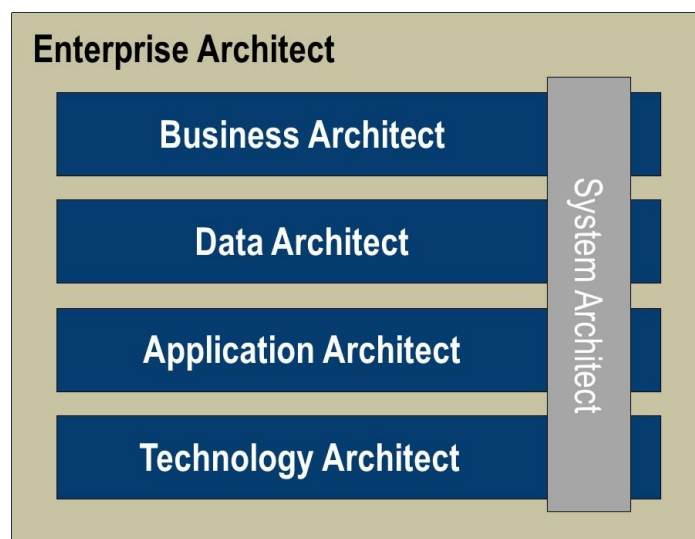 Enterprise Architect
Business Architect
Data Architect
Application Architect
Technology Architect
System Architect